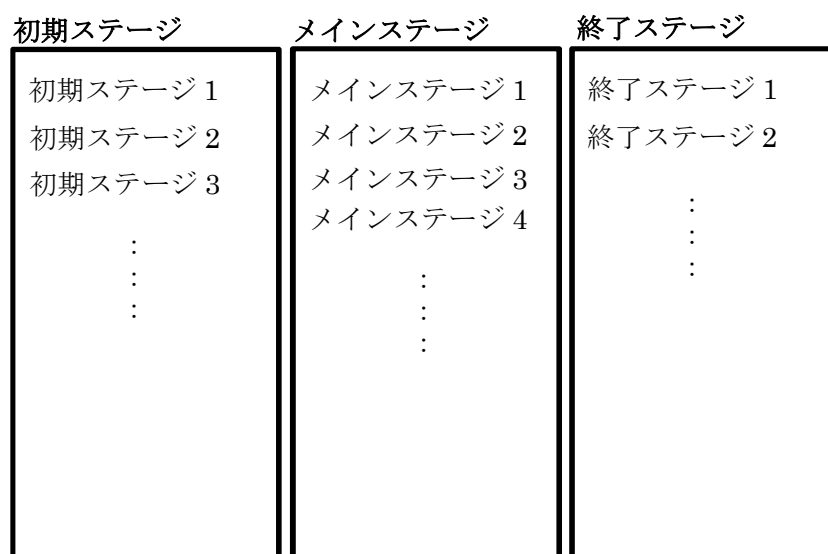 初期ステージ
初期ステージ 1
初期ステージ 2
初期ステージ 3
:
:
:
メインステージ
メインステージ 1
メインステージ 2
メインステージ 3
メインステージ 4
:
:
:
終了ステージ
終了ステージ 1
終了ステージ 2
:
:
: